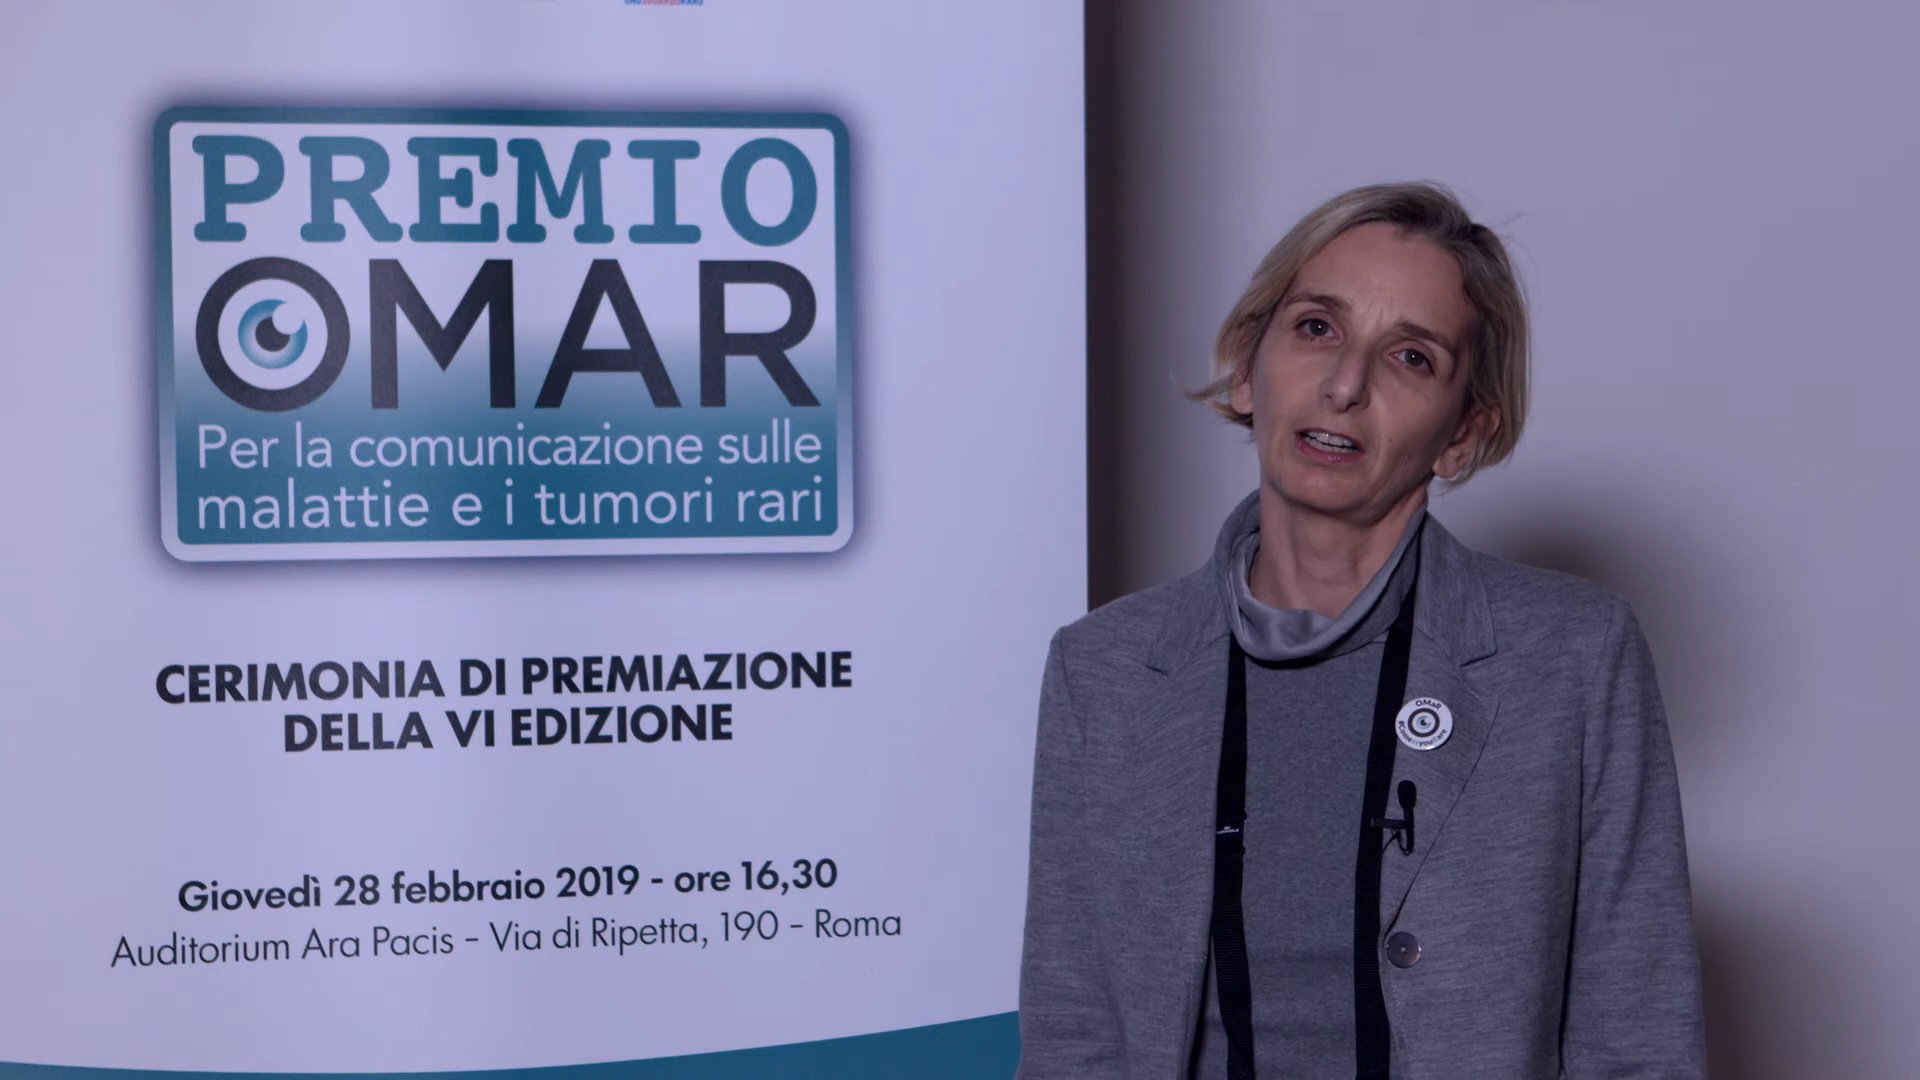 PREMIO
OMAR
Per la comunicazione sulle
malattie e i tumori rari
CERIMONIA DI PREMIAZIONE
DELLA VI EDIZIONE
Giovedì 28 febbraio 2019 - ore 16,30
Auditorium Ara Pacis - Via di Ripetta, 190 - Roma
OMaR